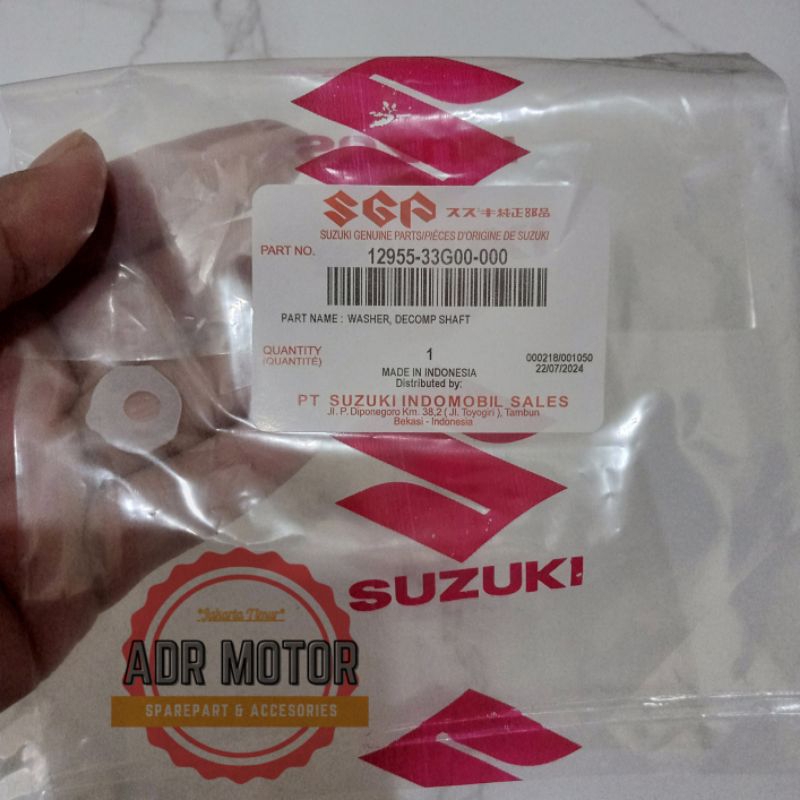 SGP スズキ純正部品
SUZUKI GENUINE PARTS/PIÈCES D'ORIGINE DE SUZUKI
PART NO. 12955-33G00-000
PART NAME : WASHER, DECOMP SHAFT
QUANTITY 1 000218/001050
(QUANTITÉ) MADE IN INDONESIA 22/07/2024
Distributed by:
PT SUZUKI INDOMOBIL SALES
Jl. P. Diponegoro Km. 38,2 ( Jl. Toyogiri ), Tambun
Bekasi - Indonesia
SUZUKI
"Jakarta Timur"
ADR MOTOR
SPAREPART & ACCESORIES